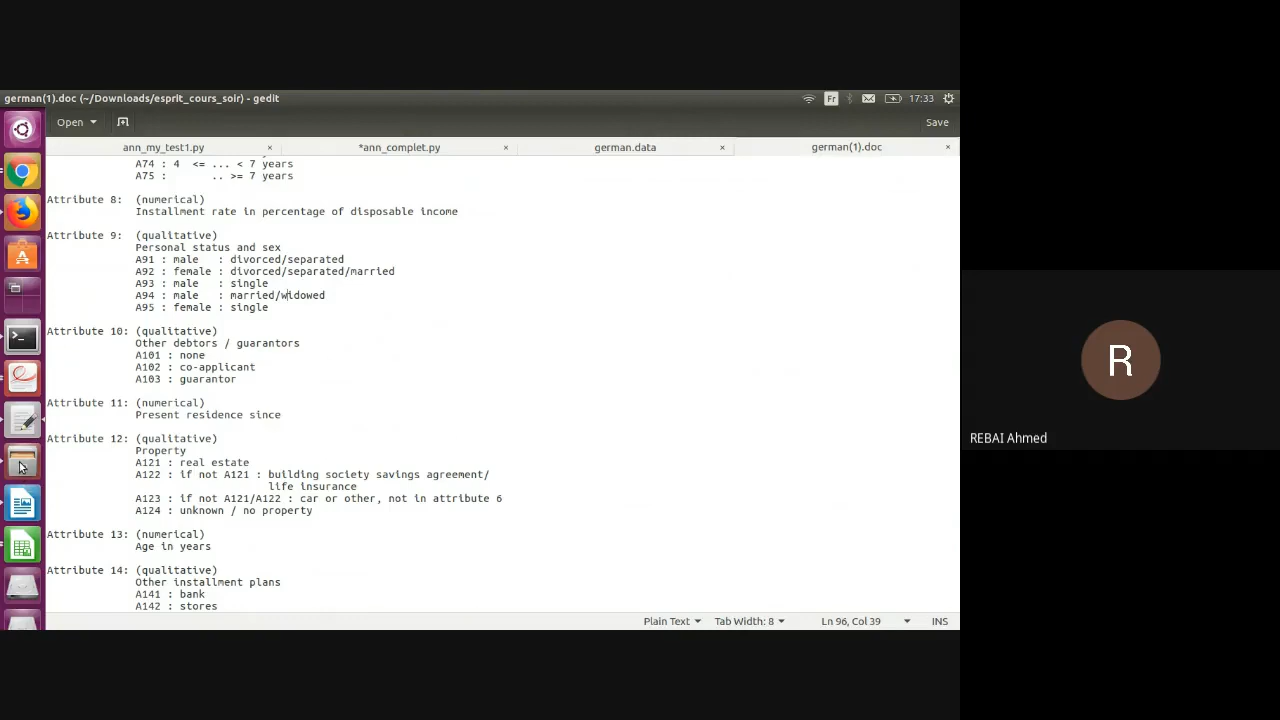 german(1).doc (~/Downloads/esprit_cours_soir) - gedit
Fr
17:33
Open
Save
ann_my_test1.py
*ann_complet.py
german.data
german(1).doc
A74 : 4 <= ... < 7 years
A75 : .. >= 7 years
Attribute 8: (numerical)
Installment rate in percentage of disposable income
Attribute 9: (qualitative)
Personal status and sex
A91 : male : divorced/separated
A92 : female : divorced/separated/married
A93 : male : single
A94 : male : married/widowed
A95 : female : single
Attribute 10: (qualitative)
Other debtors / guarantors
A101 : none
A102 : co-applicant
A103 : guarantor
Attribute 11: (numerical)
Present residence since
Attribute 12: (qualitative)
Property
A121 : real estate
A122 : if not A121 : building society savings agreement/
life insurance
A123 : if not A121/A122 : car or other, not in attribute 6
A124 : unknown / no property
Attribute 13: (numerical)
Age in years
Attribute 14: (qualitative)
Other installment plans
A141 : bank
A142 : stores
Plain Text
Tab Width: 8
Ln 96, Col 39
INS
R
REBAI Ahmed